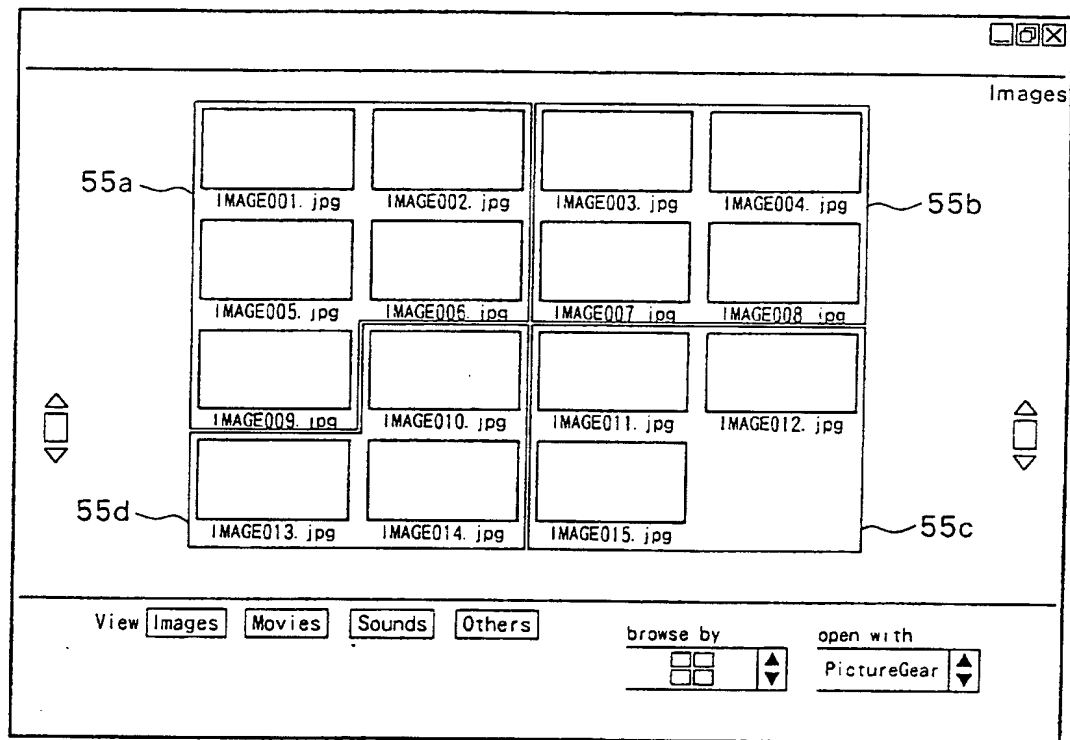 Images
55a
IMAGE001. jpg IMAGE002. jpg IMAGE003. jpg IMAGE004. jpg
55b
IMAGE005. jpg IMAGE006. jpg IMAGE007 jpg IMAGE008 jpg
IMAGE009. jpg IMAGE010. jpg IMAGE011. jpg IMAGE012. jpg
55d
IMAGE013. jpg IMAGE014. jpg IMAGE015. jpg
55c
View Images Movies Sounds Others
browse by open with
PictureGear